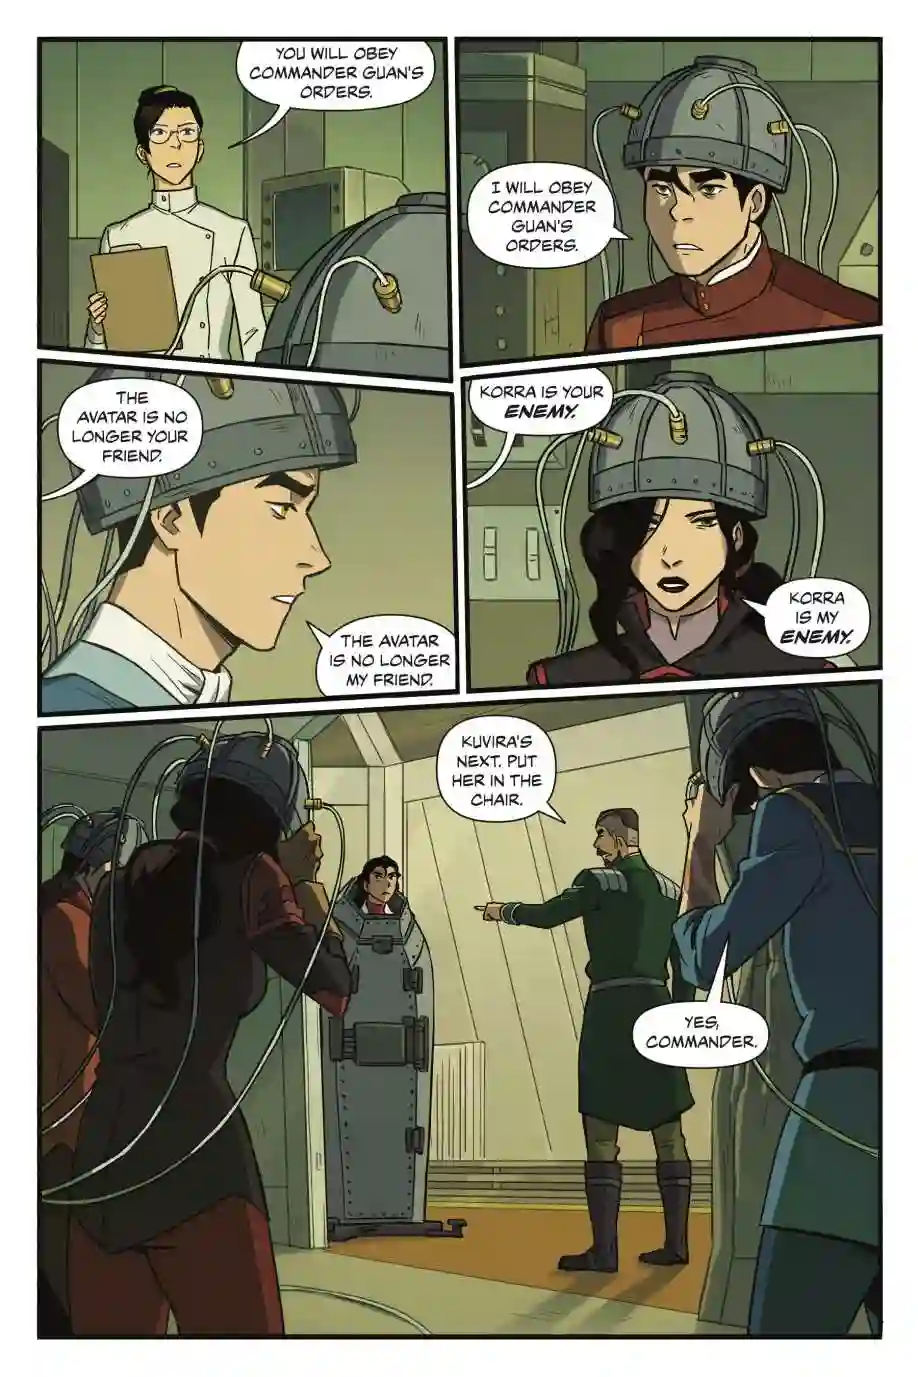 YOU WILL OBEY
COMMANDER GUAN'S
ORDERS.
I WILL OBEY
COMMANDER
GUAN'S
ORDERS.
THE
AVATAR IS NO
LONGER YOUR
FRIEND.
THE AVATAR
IS NO LONGER
MY FRIEND.
KORRA IS YOUR
ENEMY.
KORRA
IS MY
ENEMY.
KUVIRA'S
NEXT. PUT
HER IN THE
CHAIR.
YES,
COMMANDER.